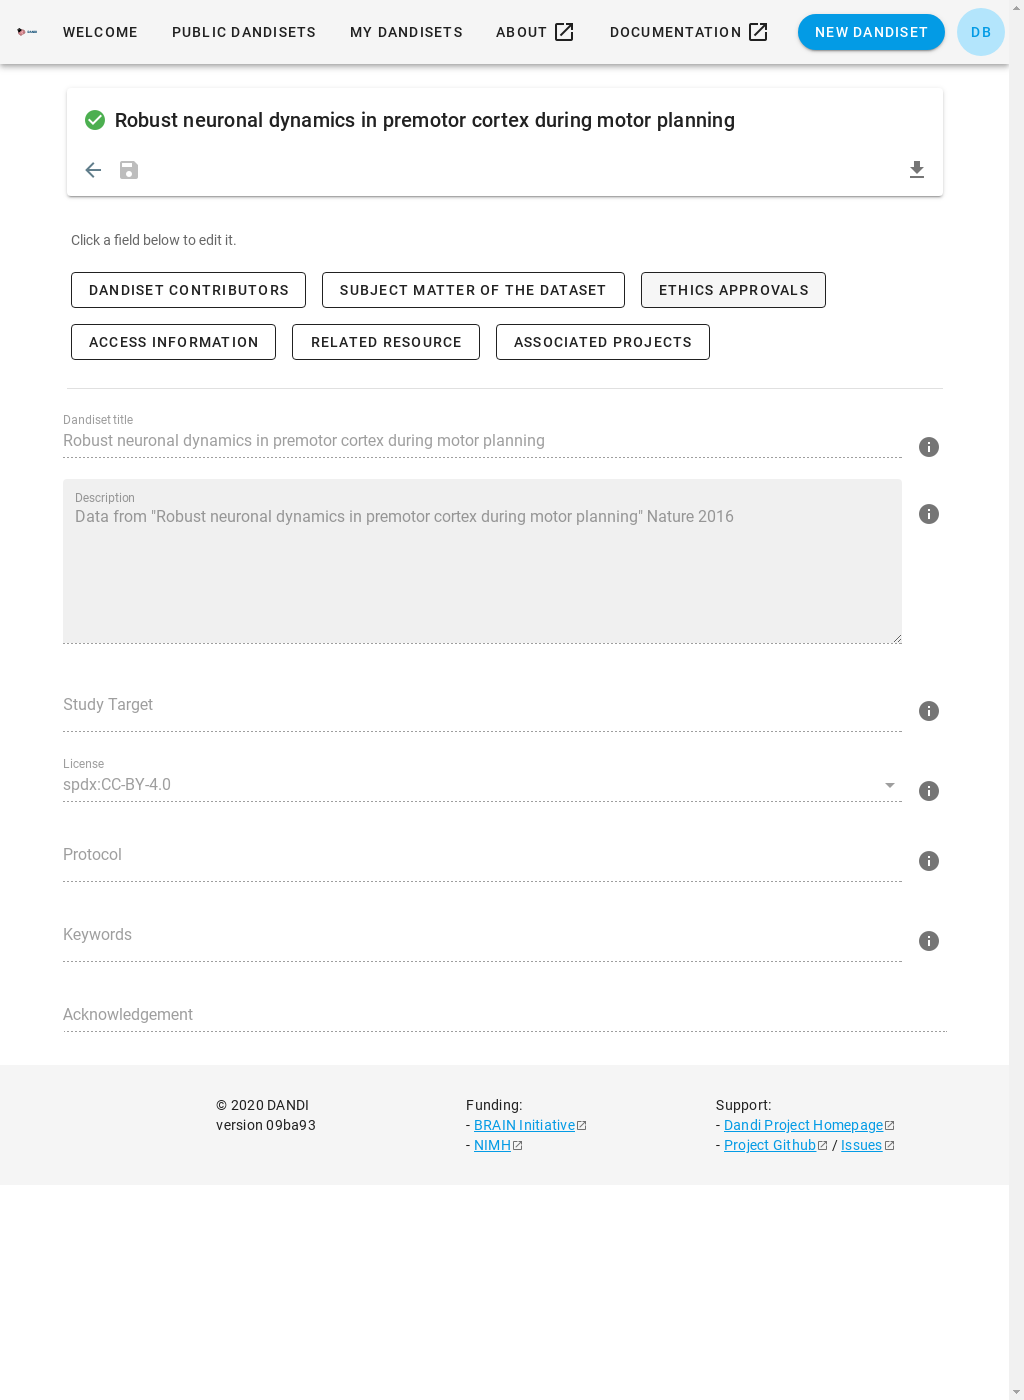 WELCOME PUBLIC DANDISETS MY DANDISETS ABOUT DOCUMENTATION NEW DANDISET DB
Robust neuronal dynamics in premotor cortex during motor planning
Click a field below to edit it.
DANDISET CONTRIBUTORS SUBJECT MATTER OF THE DATASET ETHICS APPROVALS
ACCESS INFORMATION RELATED RESOURCE ASSOCIATED PROJECTS
Dandiset title
Robust neuronal dynamics in premotor cortex during motor planning
Description
Data from "Robust neuronal dynamics in premotor cortex during motor planning" Nature 2016
Study Target
License
spdx:CC-BY-4.0
Protocol
Keywords
Acknowledgement
© 2020 DANDI
version 09ba93
Funding:
- BRAIN Initiative
- NIMH
Support:
- Dandi Project Homepage
- Project Github / Issues